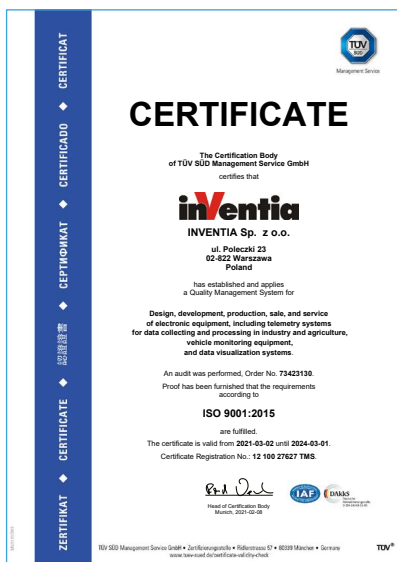 TÜV
SÜD
Management Service
CERTIFICATE
The Certification Body
of TÜV SÜD Management Service GmbH
certifies that
inVentia
INVENTIA Sp. z o.o.
ul. Poleczki 23
02-822 Warszawa
Poland
has established and applies
a Quality Management System for
Design, development, production, sale, and service
of electronic equipment, including telemetry systems
for data collecting and processing in industry and agriculture,
vehicle monitoring equipment,
and data visualization systems.
An audit was performed, Order No. 73423130.
Proof has been furnished that the requirements
according to
ISO 9001:2015
are fulfilled.
The certificate is valid from 2021-03-02 until 2024-03-01.
Certificate Registration No.: 12 100 27627 TMS.
Head of Certification Body
Munich, 2021-02-08
IAF
DAkkS
TÜV SÜD Management Service GmbH • Zertifizierungsstelle • Ridlerstrasse 57 • 80339 München • Germany
www.tuev-sued.de/certificate-validity-check
TÜV®
ZERTIFIKAT ◆ CERTIFICATE ◆ 認證證書 ◆ СЕРТИФИКАТ ◆ CERTIFICADO ◆ CERTIFICAT